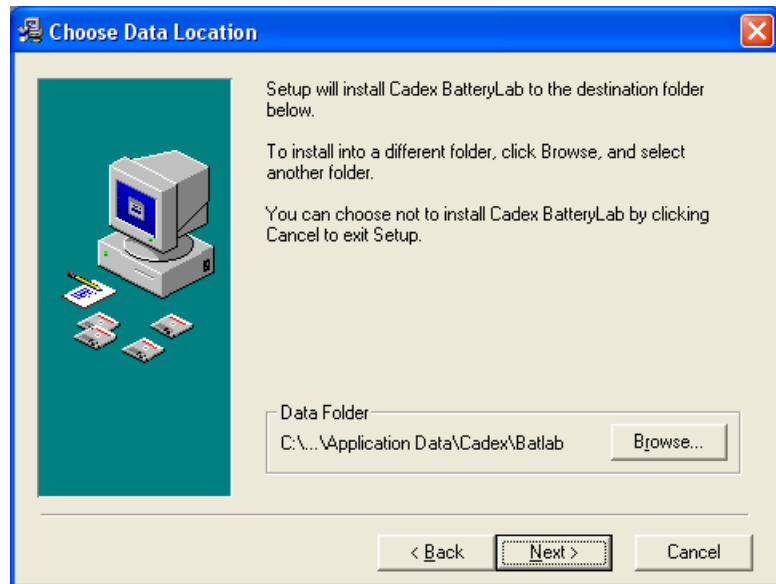 Choose Data Location
Setup will install Cadex BatteryLab to the destination folder
below.
To install into a different folder, click Browse, and select
another folder.
You can choose not to install Cadex BatteryLab by clicking
Cancel to exit Setup.
Data Folder
C:\...\Application Data\Cadex\Batlab
Browse...
< Back
Next >
Cancel